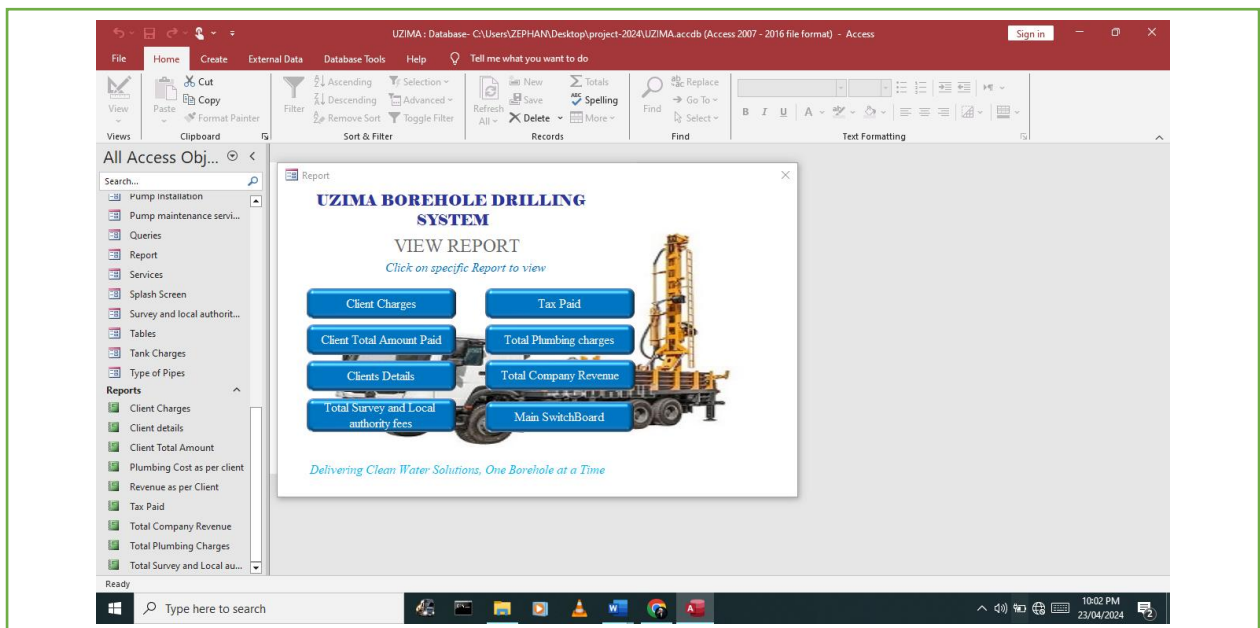 UZIMA : Database- C:\Users\ZEPHAN\Desktop\project-2024\UZIMA.accdb (Access 2007 - 2016 file format) - Access
Sign in
File Home Create External Data Database Tools Help Tell me what you want to do
View
Paste
Cut
Copy
Format Painter
Filter
Ascending
Descending
Remove Sort
Selection
Advanced
Toggle Filter
Refresh All
New
Save
Delete
Totals
Spelling
More
Find
Replace
Go To
Select
B I U A
Views Clipboard Sort & Filter Records Find Text Formatting
All Access Obj...
Search...
Pump Installation
Pump maintenance servi...
Queries
Report
Services
Splash Screen
Survey and local authorit...
Tables
Tank Charges
Type of Pipes
Reports
Client Charges
Client details
Client Total Amount
Plumbing Cost as per client
Revenue as per Client
Tax Paid
Total Company Revenue
Total Plumbing Charges
Total Survey and Local au...
Report
UZIMA BOREHOLE DRILLING
SYSTEM
VIEW REPORT
Click on specific Report to view
Client Charges
Tax Paid
Client Total Amount Paid
Total Plumbing charges
Clients Details
Total Company Revenue
Total Survey and Local
authority fees
Main SwitchBoard
Delivering Clean Water Solutions, One Borehole at a Time
Ready
Type here to search
10:02 PM
23/04/2024
2